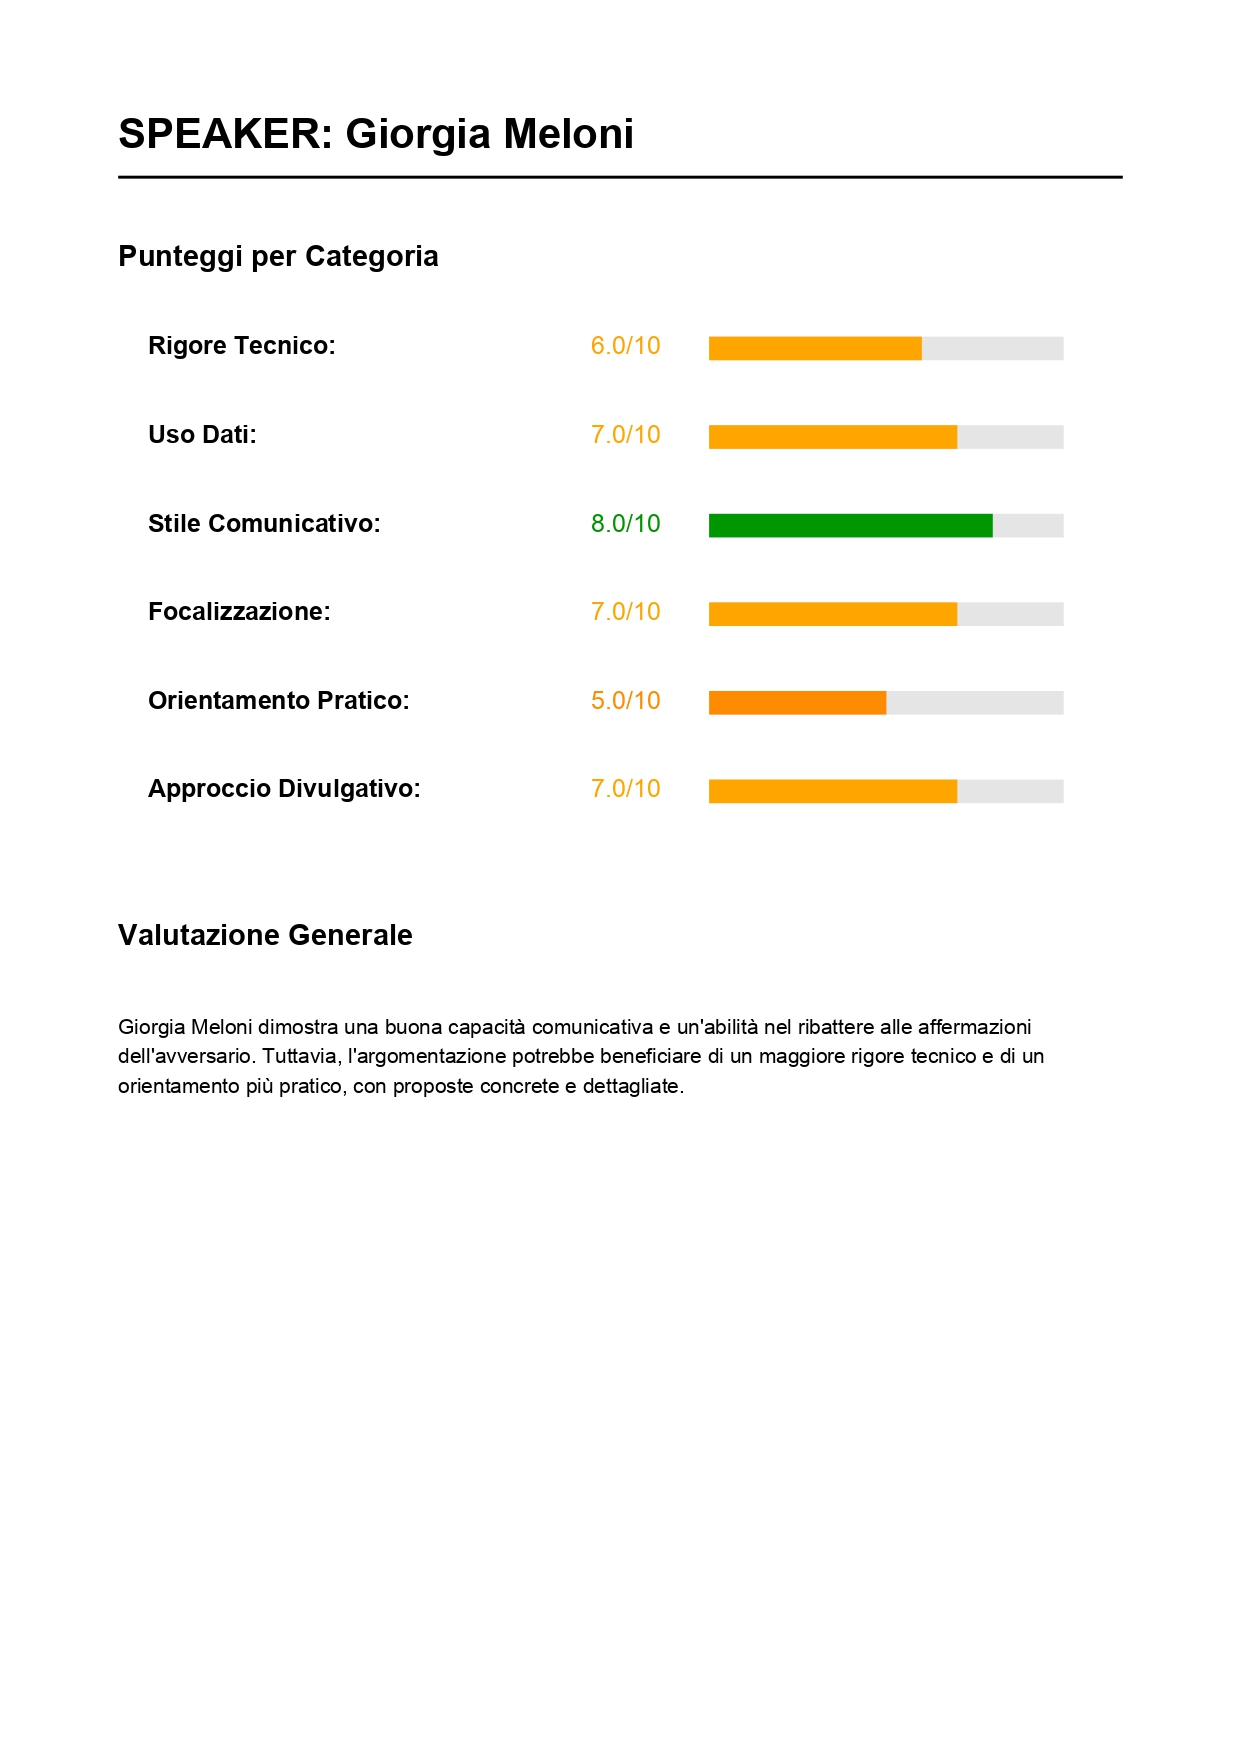 SPEAKER: Giorgia Meloni
Punteggi per Categoria
Rigore Tecnico: 6.0/10
Uso Dati: 7.0/10
Stile Comunicativo: 8.0/10
Focalizzazione: 7.0/10
Orientamento Pratico: 5.0/10
Approccio Divulgativo: 7.0/10
Valutazione Generale
Giorgia Meloni dimostra una buona capacità comunicativa e un'abilità nel ribattere alle affermazioni
dell'avversario. Tuttavia, l'argomentazione potrebbe beneficiare di un maggiore rigore tecnico e di un
orientamento più pratico, con proposte concrete e dettagliate.